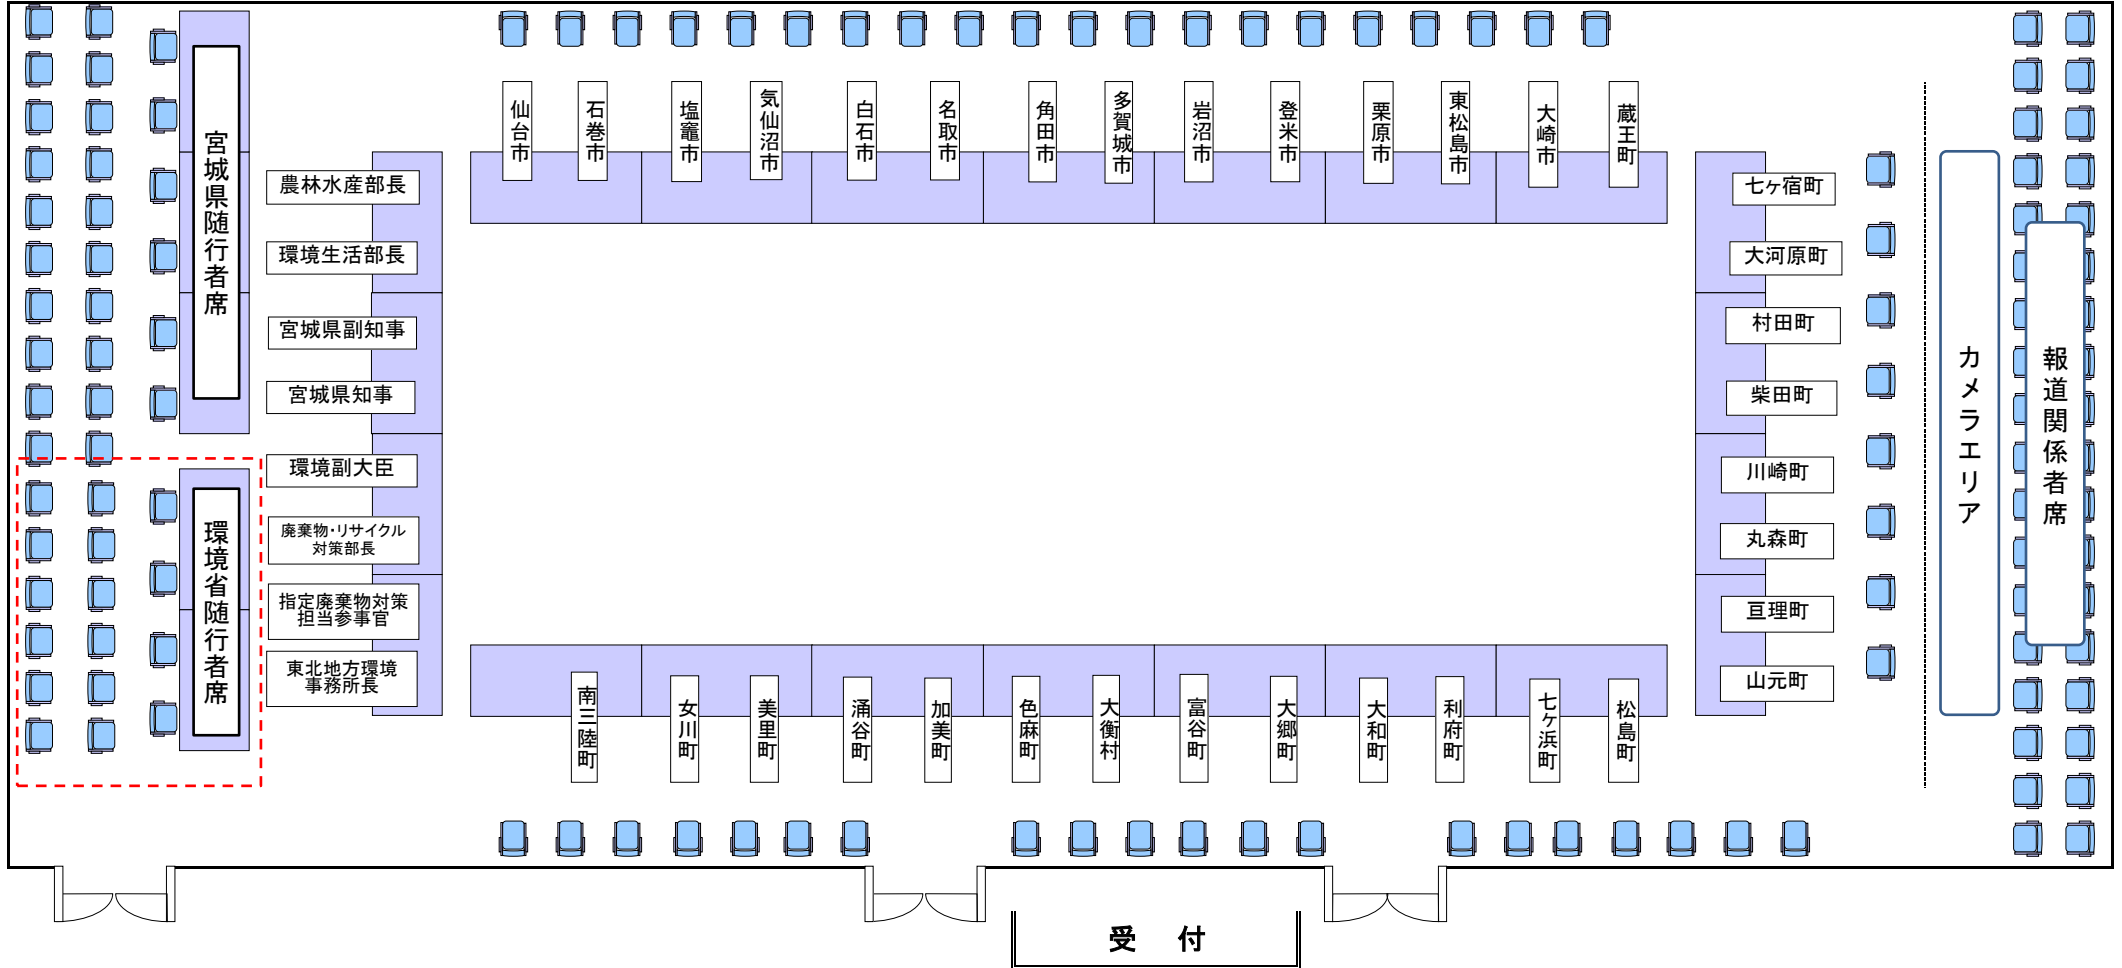 仙台市
石巻市
塩竈市
気仙沼市
白石市
名取市
角田市
多賀城市
岩沼市
登米市
栗原市
東松島市
大崎市
蔵王町
宮城県随行者席
農林水産部長
環境生活部長
宮城県副知事
宮城県知事
環境副大臣
廃棄物・リサイクル
対策部長
指定廃棄物対策
担当参事官
東北地方環境
事務所長
環境省随行者席
七ヶ宿町
大河原町
村田町
柴田町
川崎町
丸森町
亘理町
山元町
カメラエリア
報道関係者席
南三陸町
女川町
美里町
涌谷町
加美町
色麻町
大衡村
富谷町
大郷町
大和町
利府町
七ヶ浜町
松島町
受 付